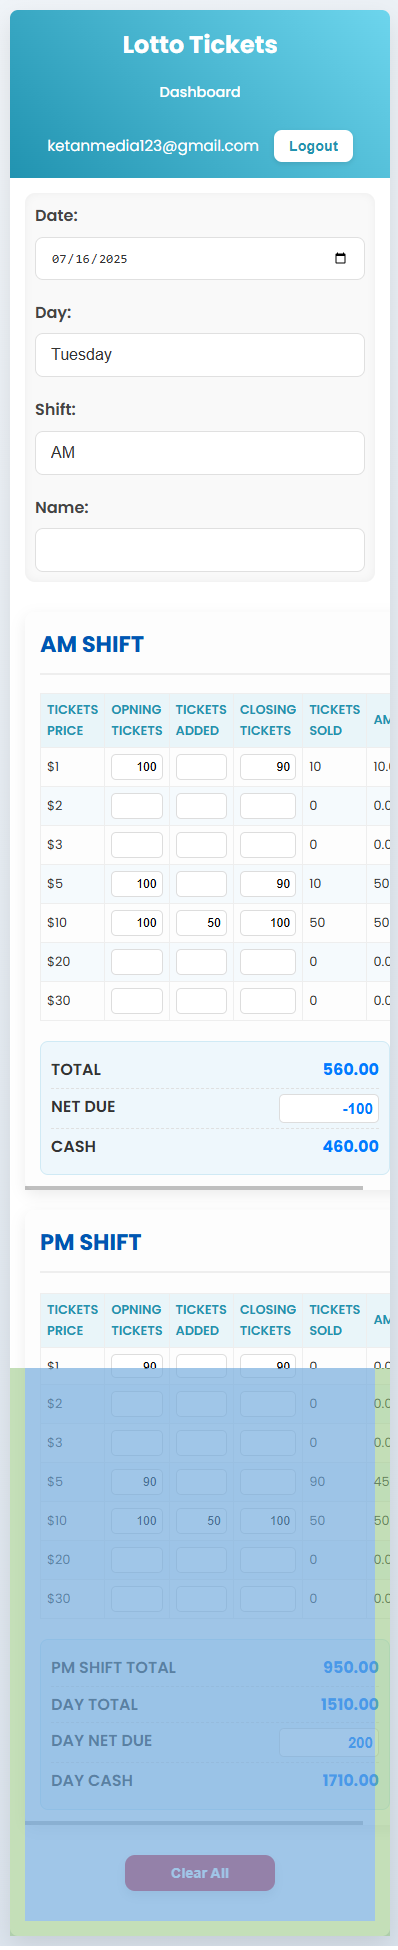 Lotto Tickets
Dashboard
ketanmedia123@gmail.com Logout
Date:
07/16/2025
Day:
Tuesday
Shift:
AM
Name:
AM SHIFT
TICKETS PRICE OPNING TICKETS TICKETS ADDED CLOSING TICKETS TICKETS SOLD AM
$1 100 90 10 10.0
$2 0 0.0
$3 0 0.0
$5 100 90 10 50
$10 100 50 100 50 50
$20 0 0.0
$30 0 0.0
TOTAL 560.00
NET DUE -100
CASH 460.00
PM SHIFT
TICKETS PRICE OPNING TICKETS TICKETS ADDED CLOSING TICKETS TICKETS SOLD AM
$1 90 90 0 0.0
$2 0 0.0
$3 0 0.0
$5 90 90 45
$10 100 50 100 50 50
$20 0 0.0
$30 0 0.0
PM SHIFT TOTAL 950.00
DAY TOTAL 1510.00
DAY NET DUE 200
DAY CASH 1710.00
Clear All